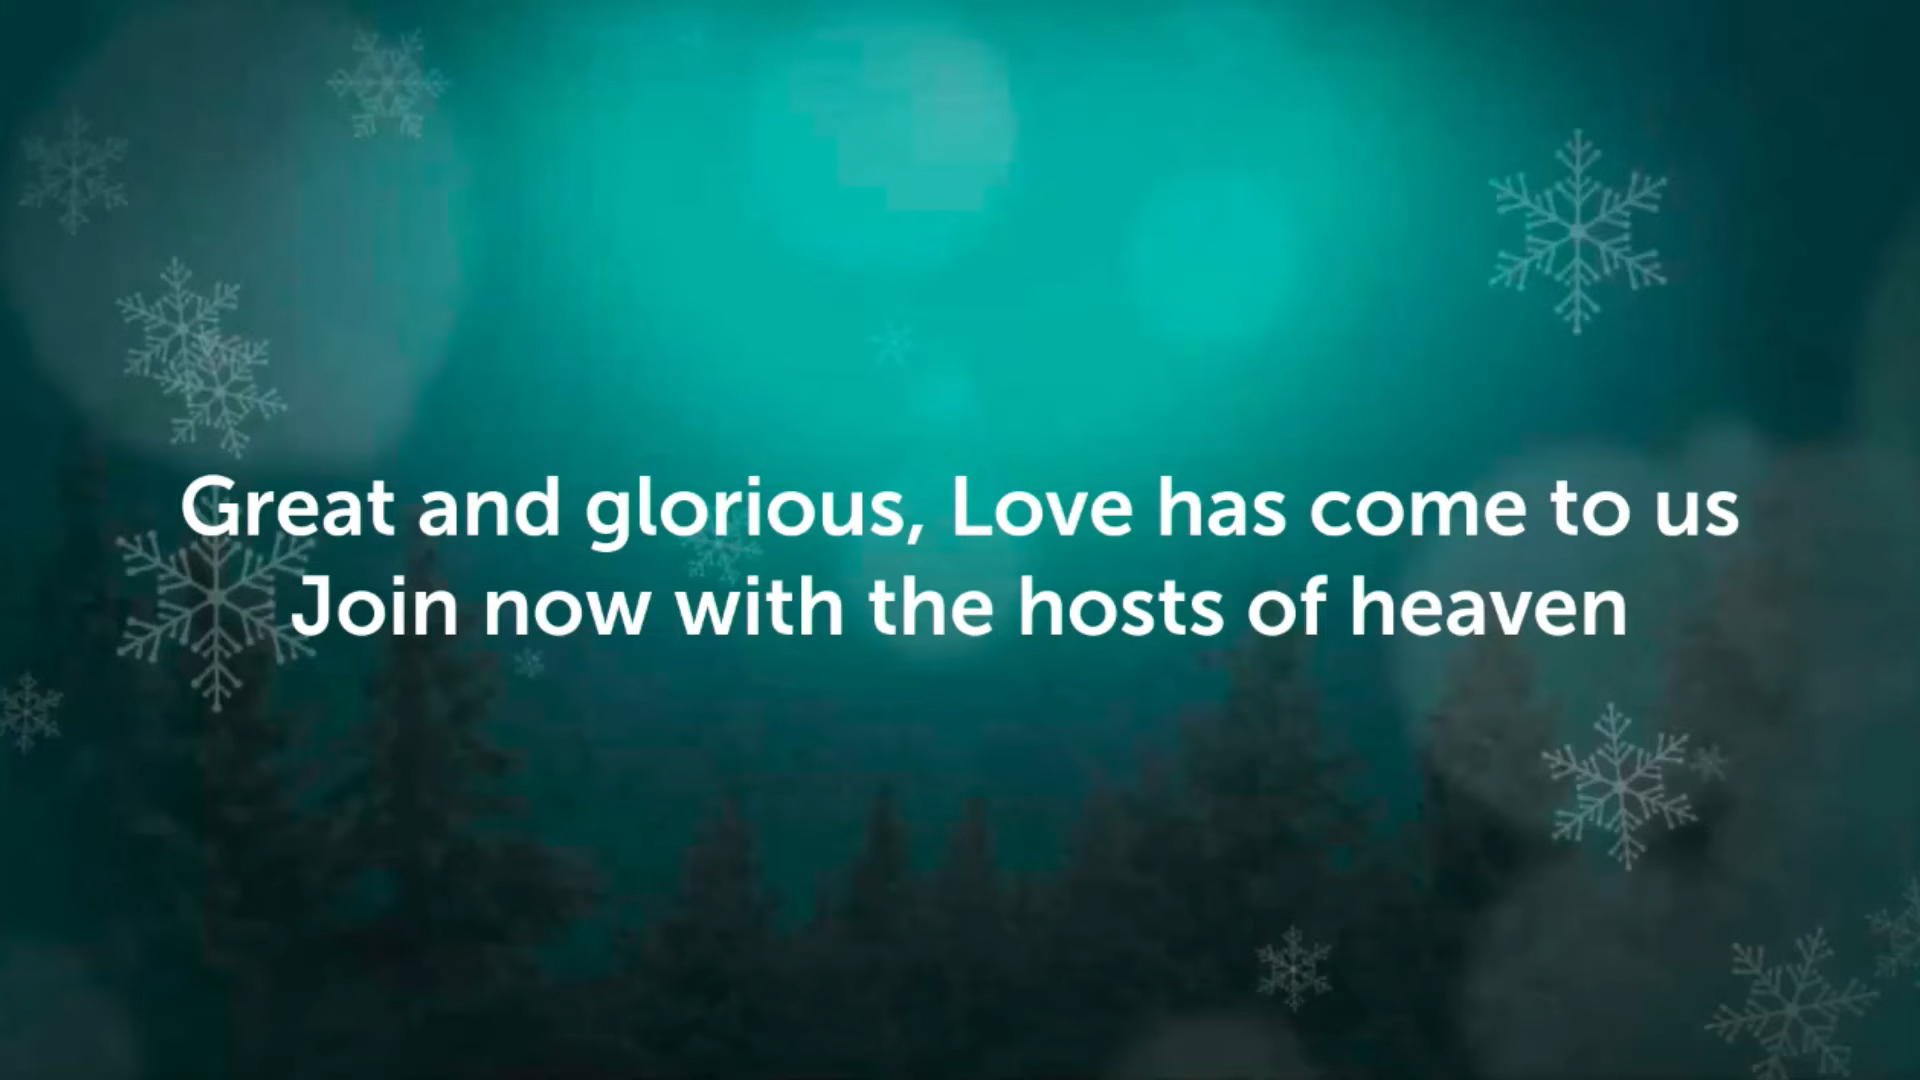 Great and glorious, Love has come to us
Join now with the hosts of heaven